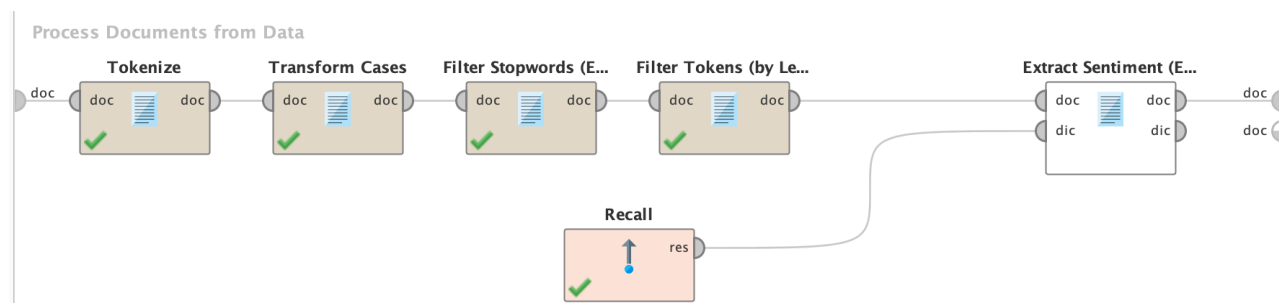 Process Documents from Data
Tokenize
Transform Cases
Filter Stopwords (E...
Filter Tokens (by Le...
Extract Sentiment (E...
doc
doc doc
doc doc
doc doc
doc doc
doc doc
dic dic
doc
doc
Recall
res